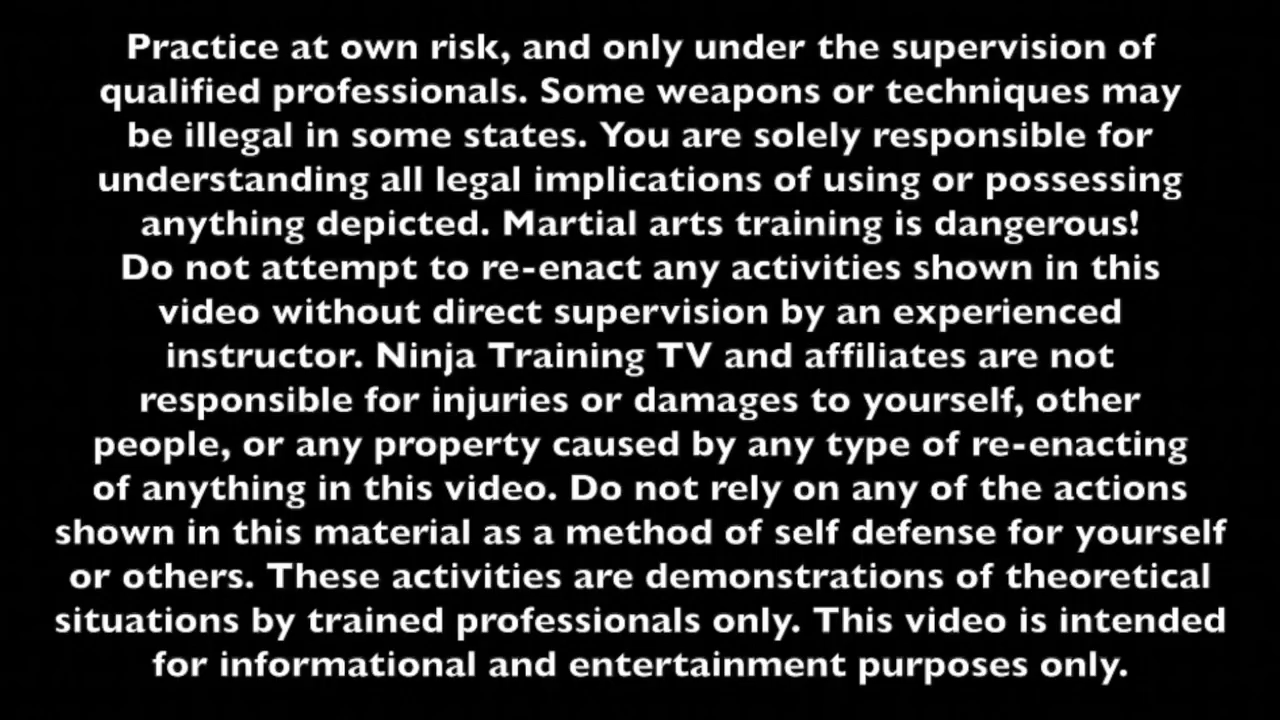 Practice at own risk, and only under the supervision of
qualified professionals. Some weapons or techniques may
be illegal in some states. You are solely responsible for
understanding all legal implications of using or possessing
anything depicted. Martial arts training is dangerous!
Do not attempt to re-enact any activities shown in this
video without direct supervision by an experienced
instructor. Ninja Training TV and affiliates are not
responsible for injuries or damages to yourself, other
people, or any property caused by any type of re-enacting
of anything in this video. Do not rely on any of the actions
shown in this material as a method of self defense for yourself
or others. These activities are demonstrations of theoretical
situations by trained professionals only. This video is intended
for informational and entertainment purposes only.